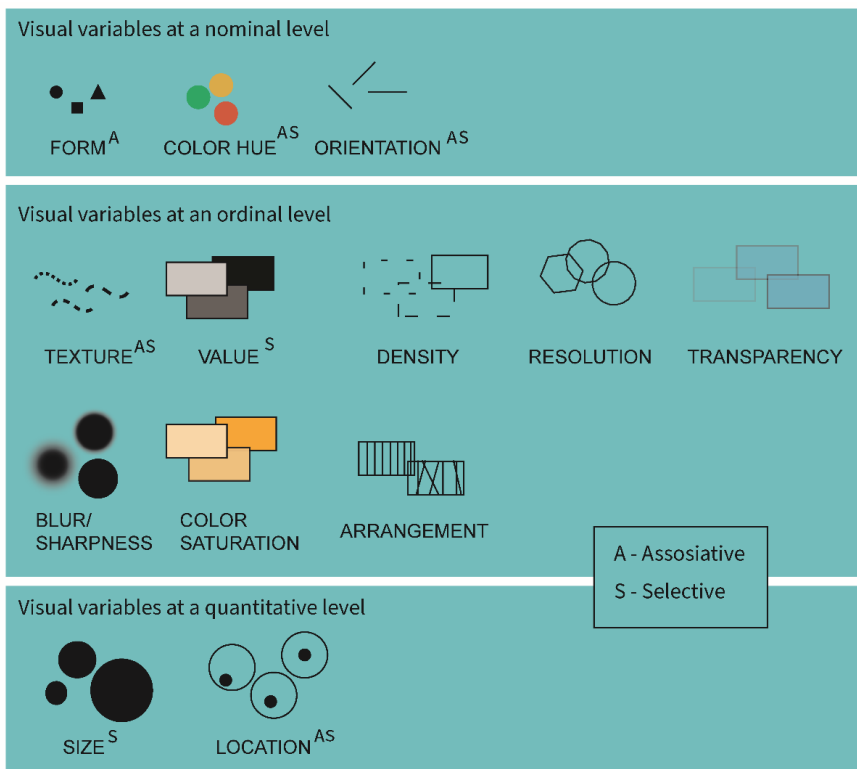 Visual variables at a nominal level
FORM A
COLOR HUE AS
ORIENTATION AS
Visual variables at an ordinal level
TEXTURE AS
VALUE S
DENSITY
RESOLUTION
TRANSPARENCY
BLUR/
SHARPNESS
COLOR
SATURATION
ARRANGEMENT
A - Assosiative
S - Selective
Visual variables at a quantitative level
SIZE S
LOCATION AS